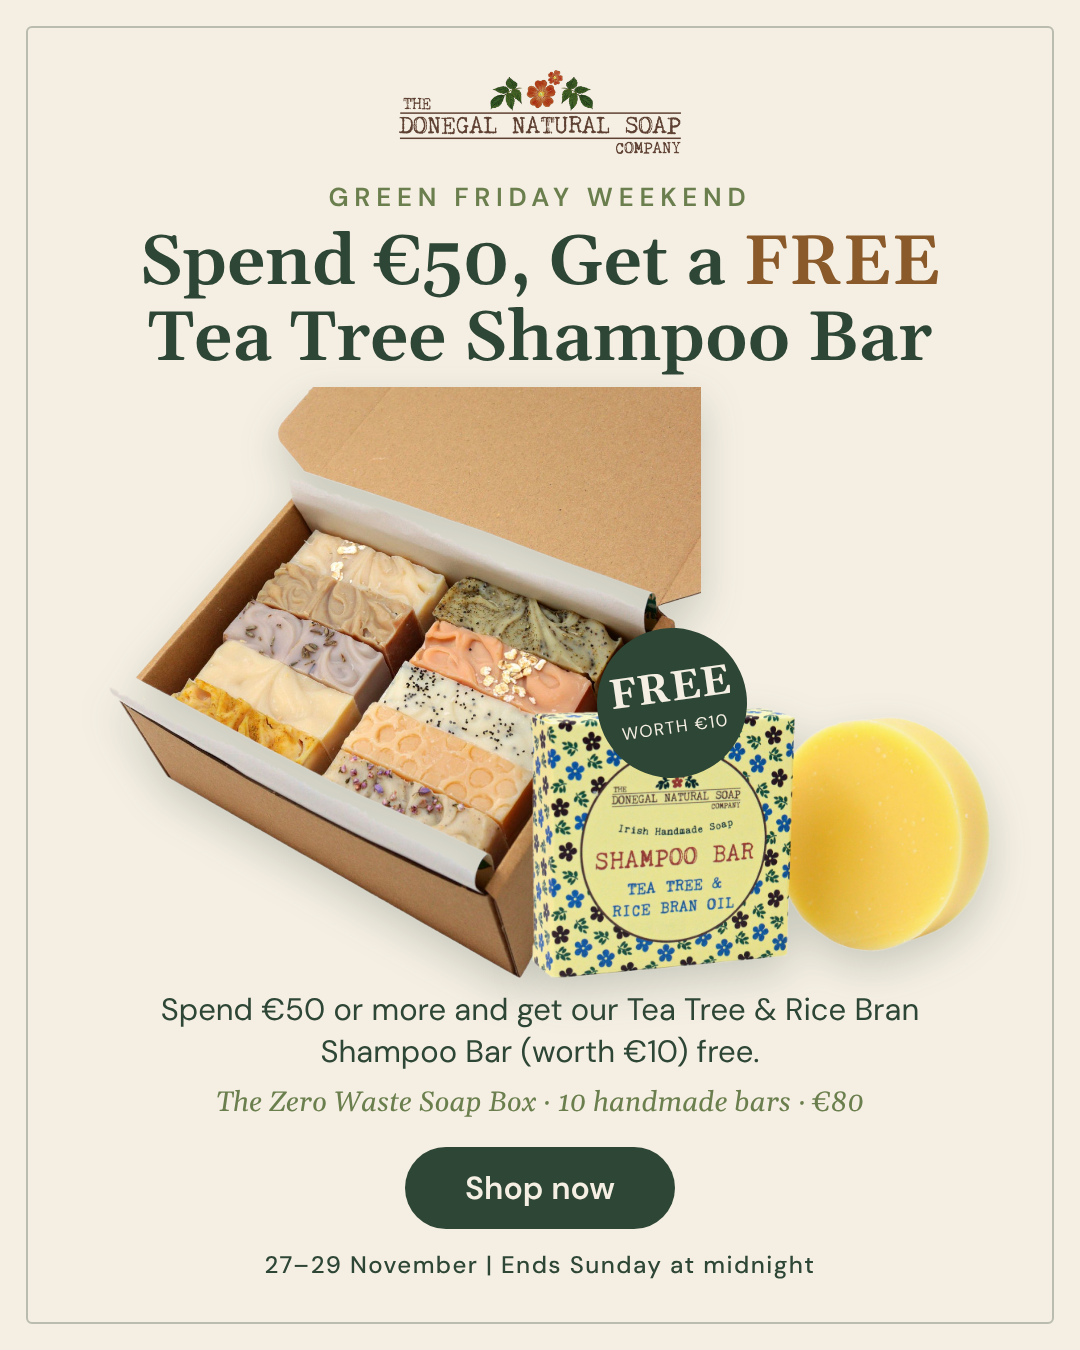 THE
DONEGAL NATURAL SOAP
COMPANY
GREEN FRIDAY WEEKEND
Spend €50, Get a FREE
Tea Tree Shampoo Bar
FREE
WORTH €10
THE
DONEGAL NATURAL SOAP
COMPANY
Irish Handmade Soap
SHAMPOO BAR
TEA TREE &
RICE BRAN OIL
Spend €50 or more and get our Tea Tree & Rice Bran
Shampoo Bar (worth €10) free.
The Zero Waste Soap Box · 10 handmade bars · €80
Shop now
27–29 November | Ends Sunday at midnight